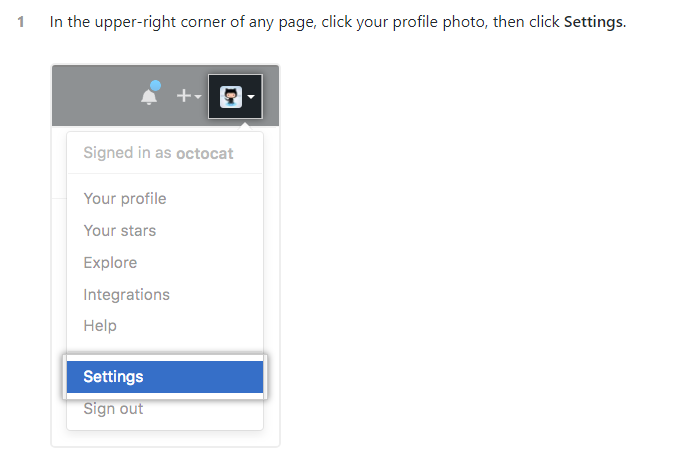 1 In the upper-right corner of any page, click your profile photo, then click Settings.
Signed in as octocat
Your profile
Your stars
Explore
Integrations
Help
Settings
Sign out